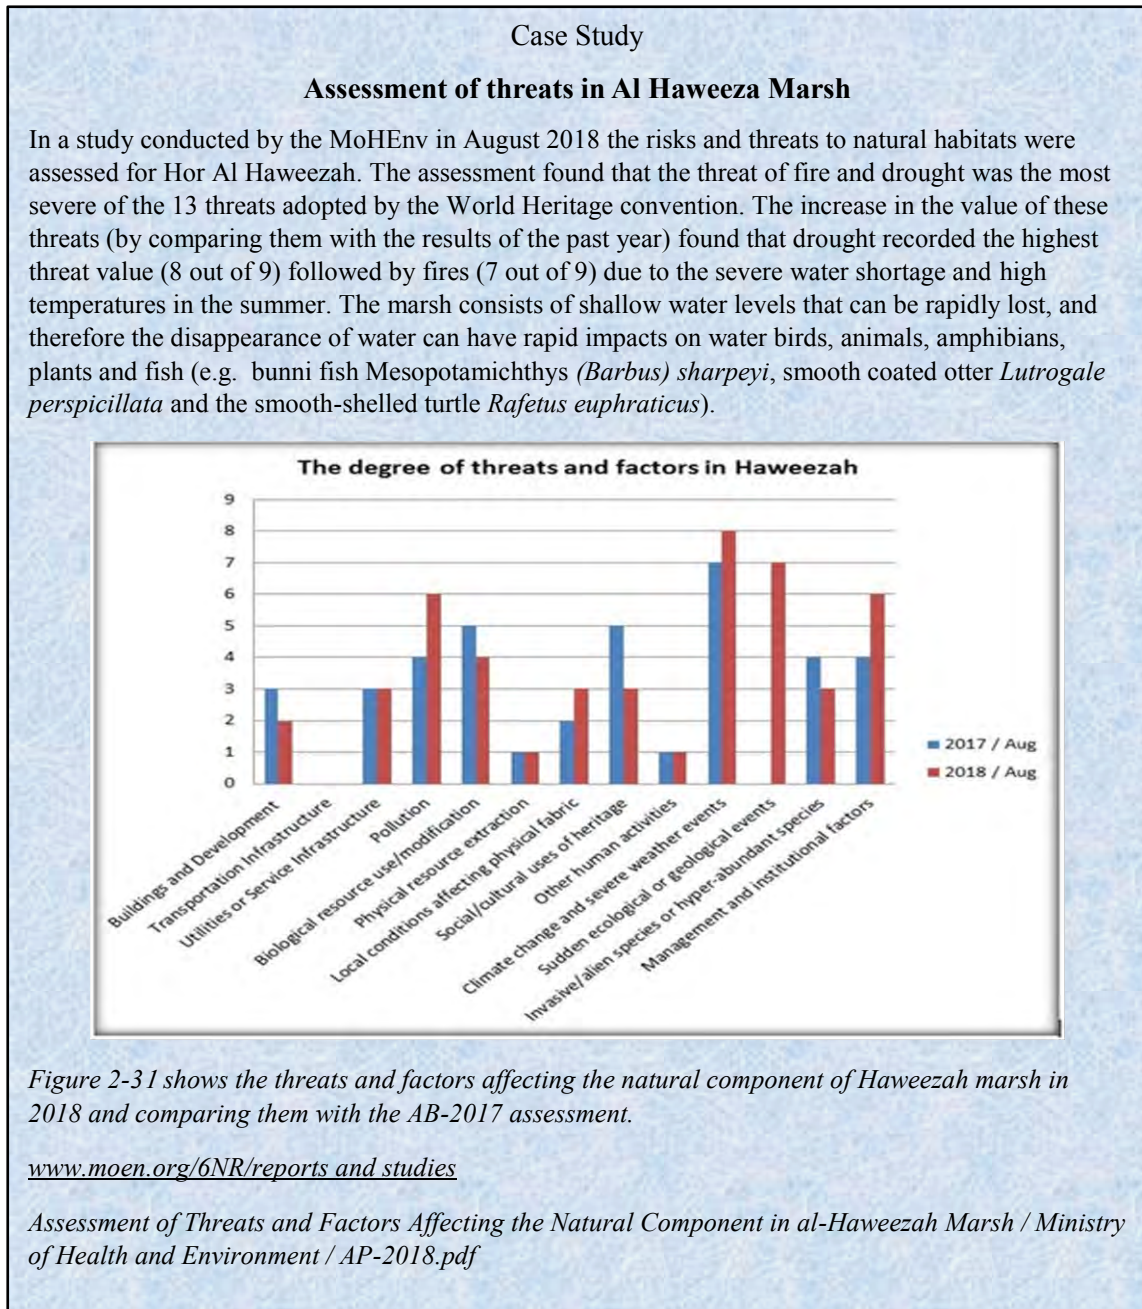 Case Study
Assessment of threats in Al Haweeza Marsh
In a study conducted by the MoHEnv in August 2018 the risks and threats to natural habitats were
assessed for Hor Al Haweezah. The assessment found that the threat of fire and drought was the most
severe of the 13 threats adopted by the World Heritage convention. The increase in the value of these
threats (by comparing them with the results of the past year) found that drought recorded the highest
threat value (8 out of 9) followed by fires (7 out of 9) due to the severe water shortage and high
temperatures in the summer. The marsh consists of shallow water levels that can be rapidly lost, and
therefore the disappearance of water can have rapid impacts on water birds, animals, amphibians,
plants and fish (e.g.  bunni fish Mesopotamichthys (Barbus) sharpeyi, smooth coated otter Lutrogale
perspicillata and the smooth-shelled turtle Rafetus euphraticus).
The degree of threats and factors in Haweezah
9
8
7
6
5
4
3
2
1
0
2017 / Aug
2018 / Aug
Buildings and Development
Transportation Infrastructure
Utilities or Service Infrastructure
Pollution
Biological resource use/modification
Physical resource extraction
Local conditions affecting physical fabric
Social/cultural uses of heritage
Other human activities
Climate change and severe weather events
Sudden ecological or geological events
Invasive/alien species or hyper-abundant species
Management and institutional factors
Figure 2-31 shows the threats and factors affecting the natural component of Haweezah marsh in
2018 and comparing them with the AB-2017 assessment.
www.moen.org/6NR/reports and studies
Assessment of Threats and Factors Affecting the Natural Component in al-Haweezah Marsh / Ministry
of Health and Environment / AP-2018.pdf